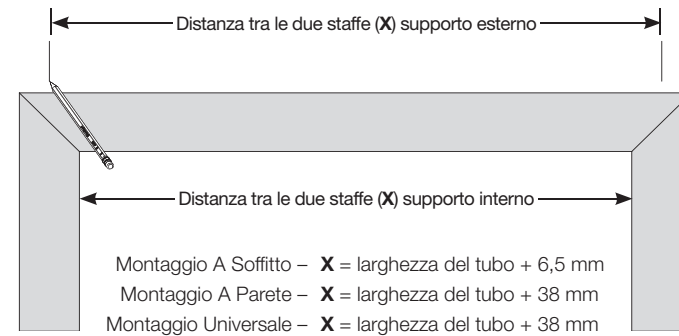 Distanza tra le due staffe (X) supporto esterno
Distanza tra le due staffe (X) supporto interno
Montaggio A Soffitto – X = larghezza del tubo + 6,5 mm
Montaggio A Parete – X = larghezza del tubo + 38 mm
Montaggio Universale – X = larghezza del tubo + 38 mm